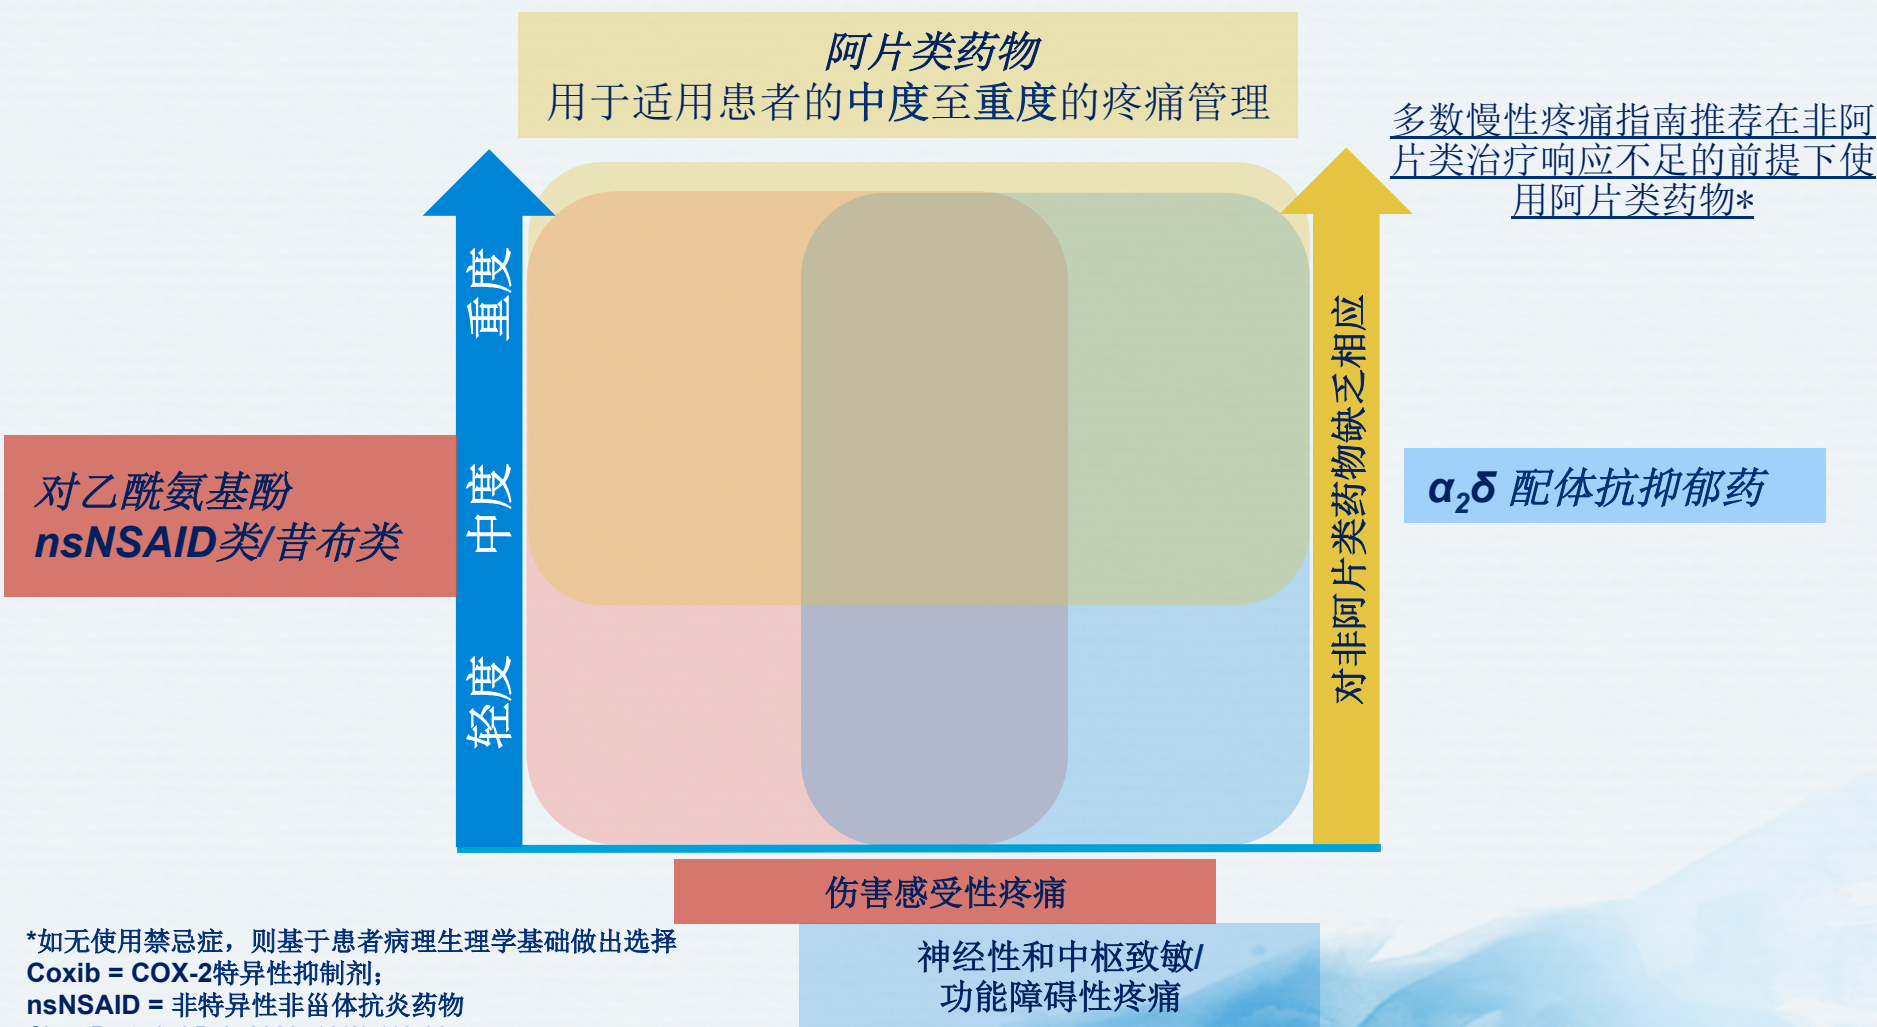 阿片类药物
用于适用患者的中度至重度的疼痛管理
多数慢性疼痛指南推荐在非阿
片类治疗响应不足的前提下使
用阿片类药物*
重度
中度
轻度
对非阿片类药物缺乏相应
对乙酰氨基酚
nsNSAID类/昔布类
α2δ 配体抗抑郁药
伤害感受性疼痛
神经性和中枢致敏/
功能障碍性疼痛
*如无使用禁忌症，则基于患者病理生理学基础做出选择
Coxib = COX-2特异性抑制剂；
nsNSAID = 非特异性非甾体抗炎药物